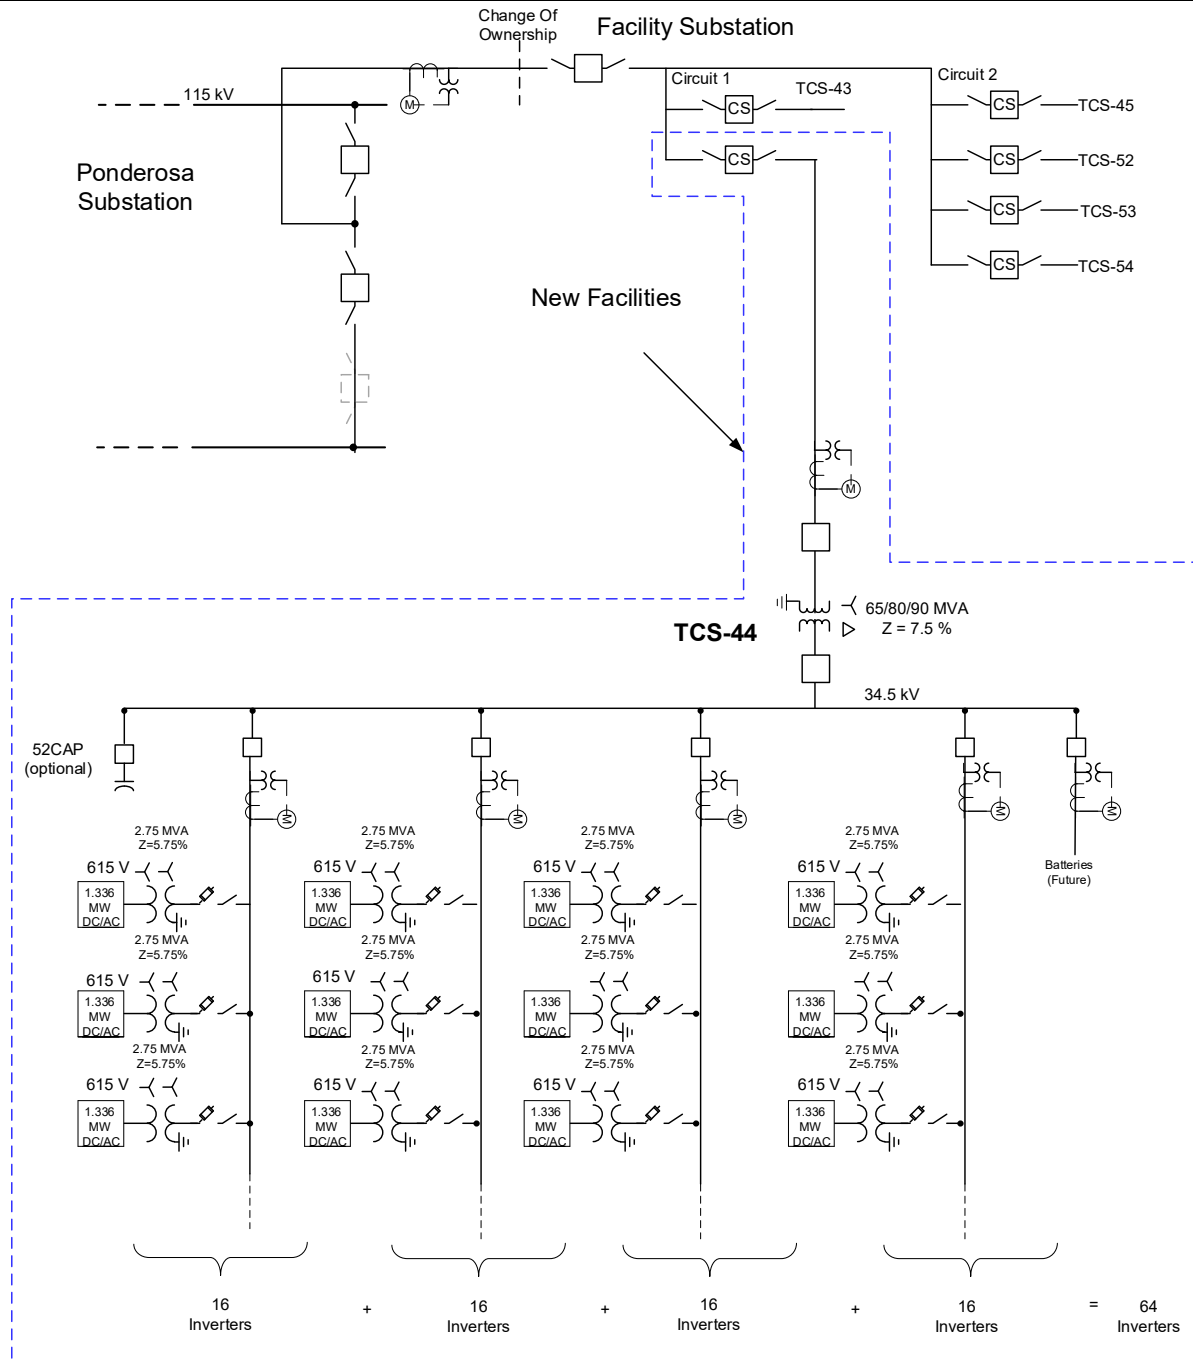 Change Of
Ownership
Facility Substation
115 kV
M
Circuit 1
CS
TCS-43
CS
Circuit 2
CS
TCS-45
CS
TCS-52
CS
TCS-53
CS
TCS-54
Ponderosa
Substation
New Facilities
M
65/80/90 MVA
Z = 7.5 %
TCS-44
34.5 kV
52CAP
(optional)
M
M
M
M
M
Batteries
(Future)
2.75 MVA
Z=5.75%
615 V
1.336
MW
DC/AC
2.75 MVA
Z=5.75%
615 V
1.336
MW
DC/AC
2.75 MVA
Z=5.75%
615 V
1.336
MW
DC/AC
2.75 MVA
Z=5.75%
615 V
1.336
MW
DC/AC
2.75 MVA
Z=5.75%
615 V
1.336
MW
DC/AC
2.75 MVA
Z=5.75%
615 V
1.336
MW
DC/AC
2.75 MVA
Z=5.75%
615 V
1.336
MW
DC/AC
2.75 MVA
Z=5.75%
1.336
MW
DC/AC
2.75 MVA
Z=5.75%
615 V
1.336
MW
DC/AC
2.75 MVA
Z=5.75%
615 V
1.336
MW
DC/AC
2.75 MVA
Z=5.75%
1.336
MW
DC/AC
2.75 MVA
Z=5.75%
615 V
1.336
MW
DC/AC
16
Inverters
+
16
Inverters
+
16
Inverters
+
16
Inverters
=
64
Inverters